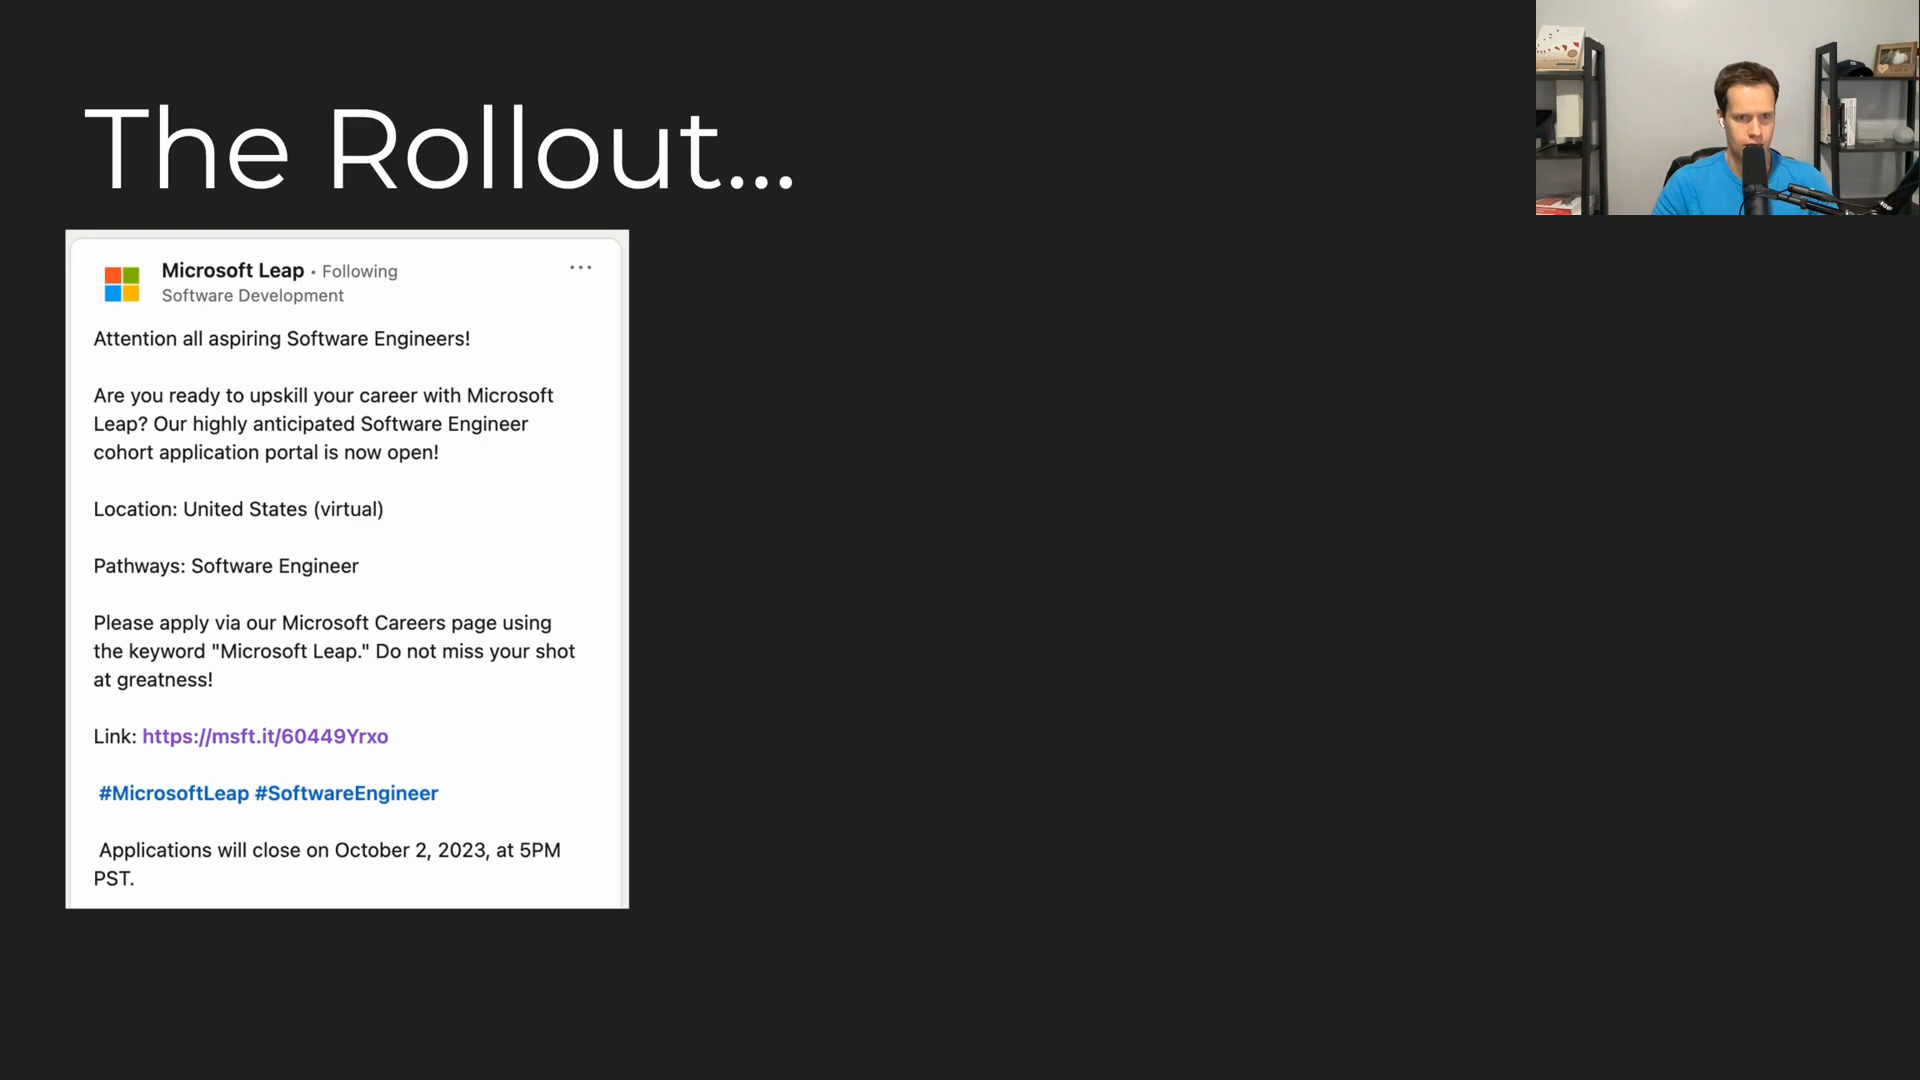 The Rollout...
Microsoft Leap • Following
Software Development
Attention all aspiring Software Engineers!
Are you ready to upskill your career with Microsoft
Leap? Our highly anticipated Software Engineer
cohort application portal is now open!
Location: United States (virtual)
Pathways: Software Engineer
Please apply via our Microsoft Careers page using
the keyword "Microsoft Leap." Do not miss your shot
at greatness!
Link: https://msft.it/60449Yrxo
#MicrosoftLeap #SoftwareEngineer
Applications will close on October 2, 2023, at 5PM
PST.